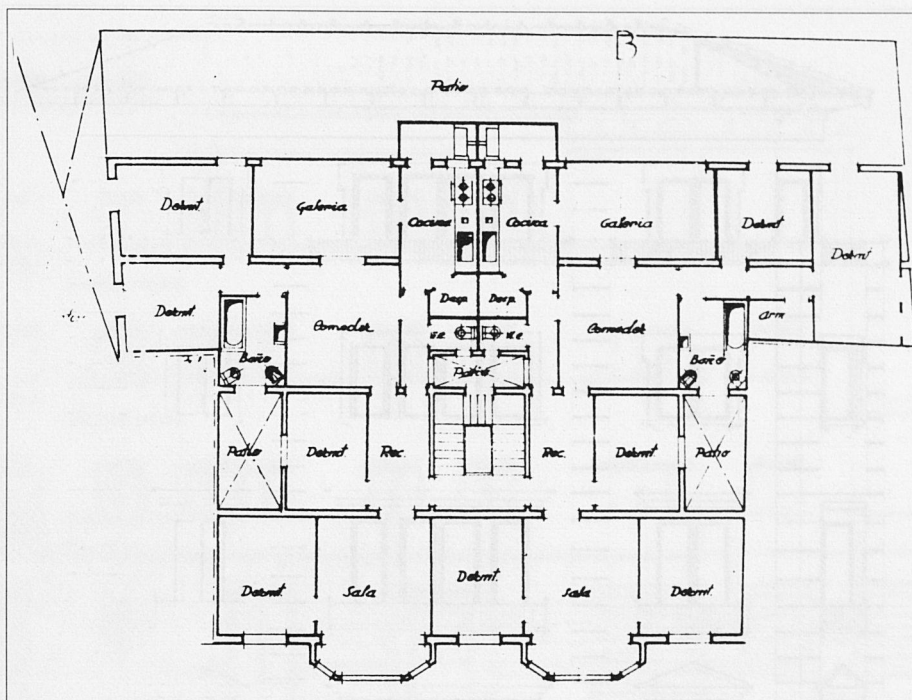 B
Patio
Dormt
Galeria
Cocina
Cocina
Galeria
Dormt
Dormt
Dormt.
Comedor
Desp.
Desp.
Comedor
arm
W.C
W.C
Baño
Patio
Baño
Patio
Dormt
Rec.
Rec.
Dormt
Patio
Dormt.
Sala
Dormt.
Sala
Dormt.